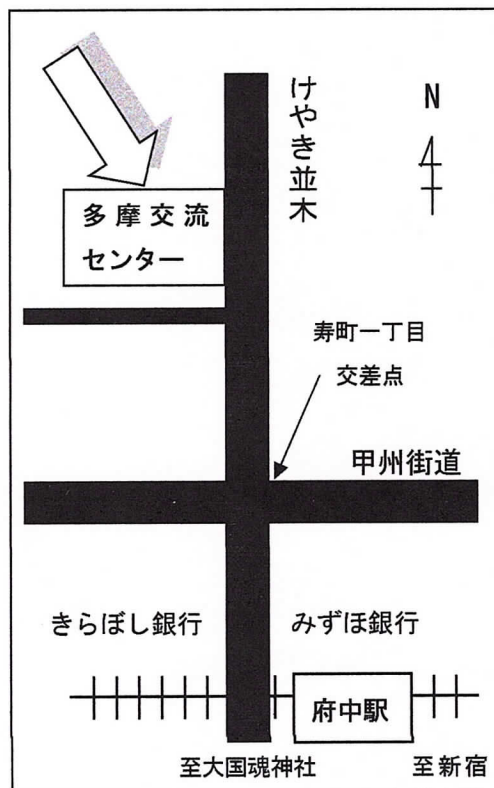 けやき並木
N
多摩交流
センター
寿町一丁目
交差点
甲州街道
きらぼし銀行
みずほ銀行
府中駅
至大国魂神社
至新宿